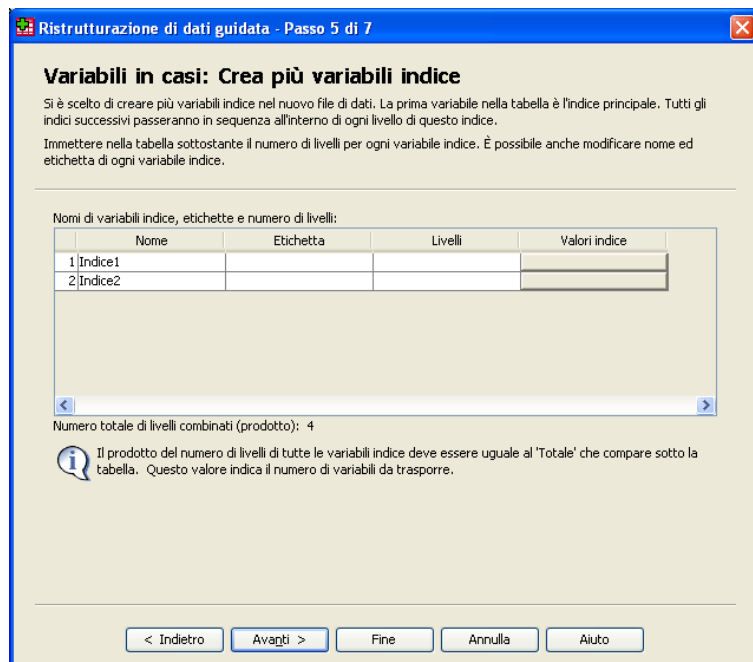 Ristrutturazione di dati guidata - Passo 5 di 7
Variabili in casi: Crea più variabili indice
Si è scelto di creare più variabili indice nel nuovo file di dati. La prima variabile nella tabella è l'indice principale. Tutti gli
indici successivi passeranno in sequenza all'interno di ogni livello di questo indice.
Immettere nella tabella sottostante il numero di livelli per ogni variabile indice. È possibile anche modificare nome ed
etichetta di ogni variabile indice.
Nomi di variabili indice, etichette e numero di livelli:
Nome Etichetta Livelli Valori indice
1 Indice1
2 Indice2
Numero totale di livelli combinati (prodotto): 4
Il prodotto del numero di livelli di tutte le variabili indice deve essere uguale al 'Totale' che compare sotto la
tabella. Questo valore indica il numero di variabili da trasporre.
< Indietro Avanti > Fine Annulla Aiuto